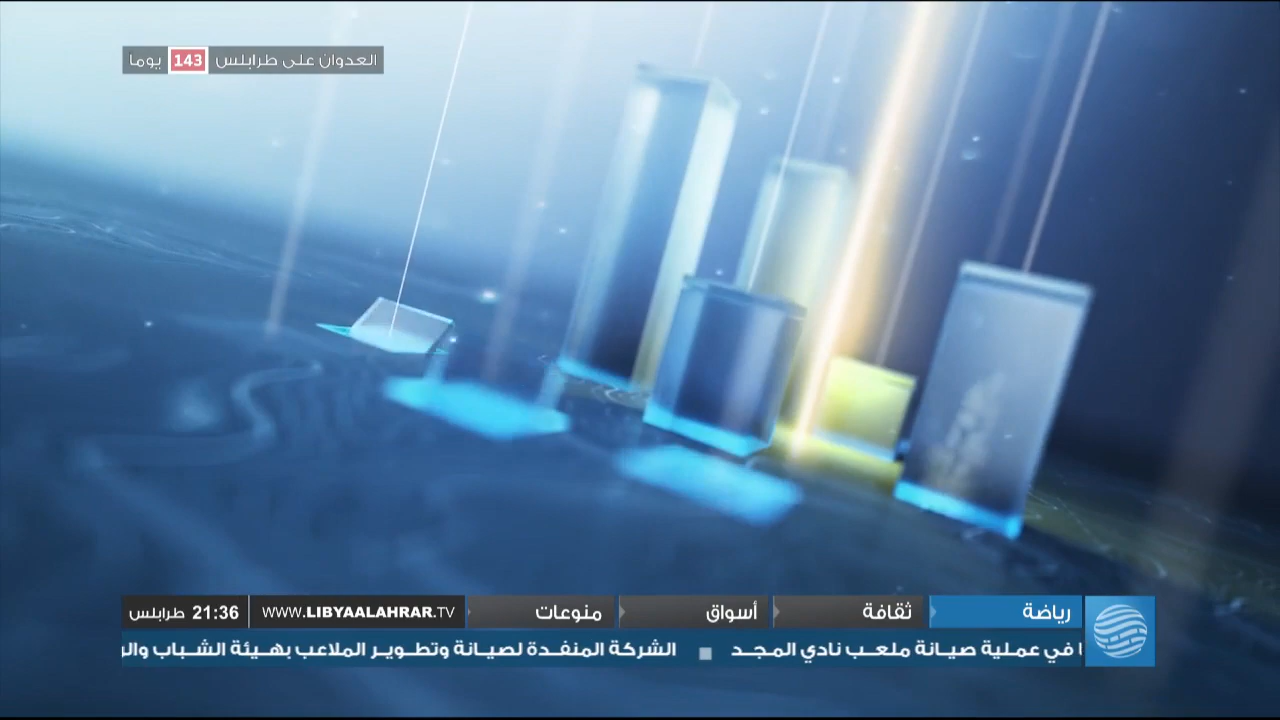 العدوان على طرابلس 143 يوما
رياضة ثقافة أسواق منوعات WWW.LIBYAALAHRAR.TV 21:36 طرابلس
في عملية صيانة ملعب نادي المجد ■ الشركة المنفذة لصيانة وتطوير الملاعب بهيئة الشباب